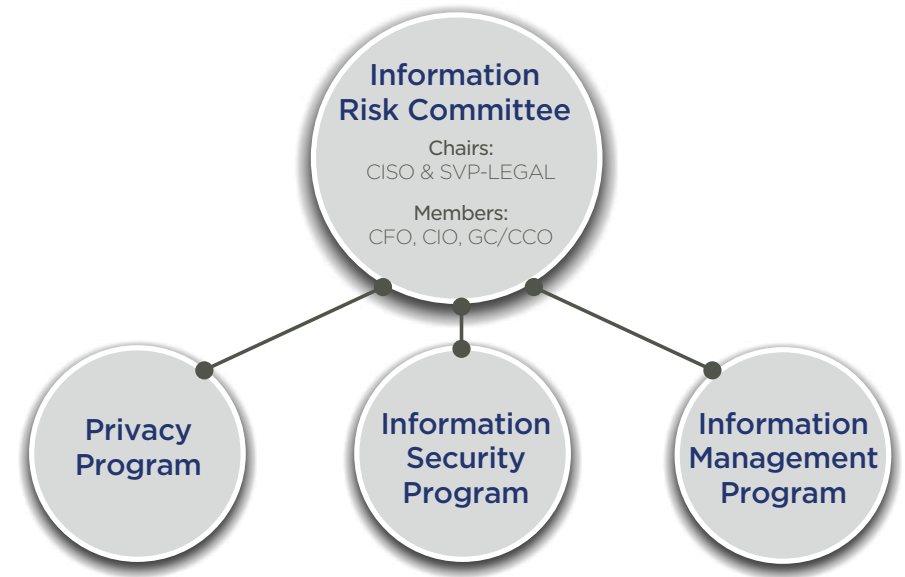 Information
Risk Committee
Chairs:
CISO & SVP-LEGAL
Members:
CFO, CIO, GC/CCO
Privacy
Program
Information
Security
Program
Information
Management
Program